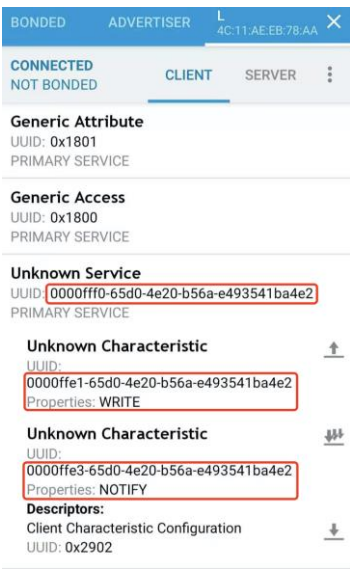 BONDED
ADVERTISER
L
4C:11:AE:EB:78:AA
CONNECTED
NOT BONDED
CLIENT
SERVER
Generic Attribute
UUID: 0x1801
PRIMARY SERVICE
Generic Access
UUID: 0x1800
PRIMARY SERVICE
Unknown Service
UUID: 0000fff0-65d0-4e20-b56a-e493541ba4e2
PRIMARY SERVICE
Unknown Characteristic
UUID:
0000ffe1-65d0-4e20-b56a-e493541ba4e2
Properties: WRITE
Unknown Characteristic
UUID:
0000ffe3-65d0-4e20-b56a-e493541ba4e2
Properties: NOTIFY
Descriptors:
Client Characteristic Configuration
UUID: 0x2902